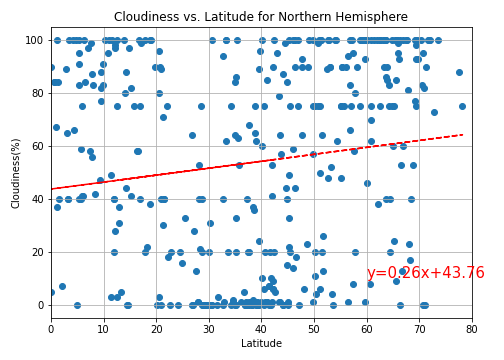 Cloudiness vs. Latitude for Northern Hemisphere
100
80
60
40
20
0
Cloudiness(%)
y=0.26x+43.76
0 10 20 30 40 50 60 70 80
Latitude